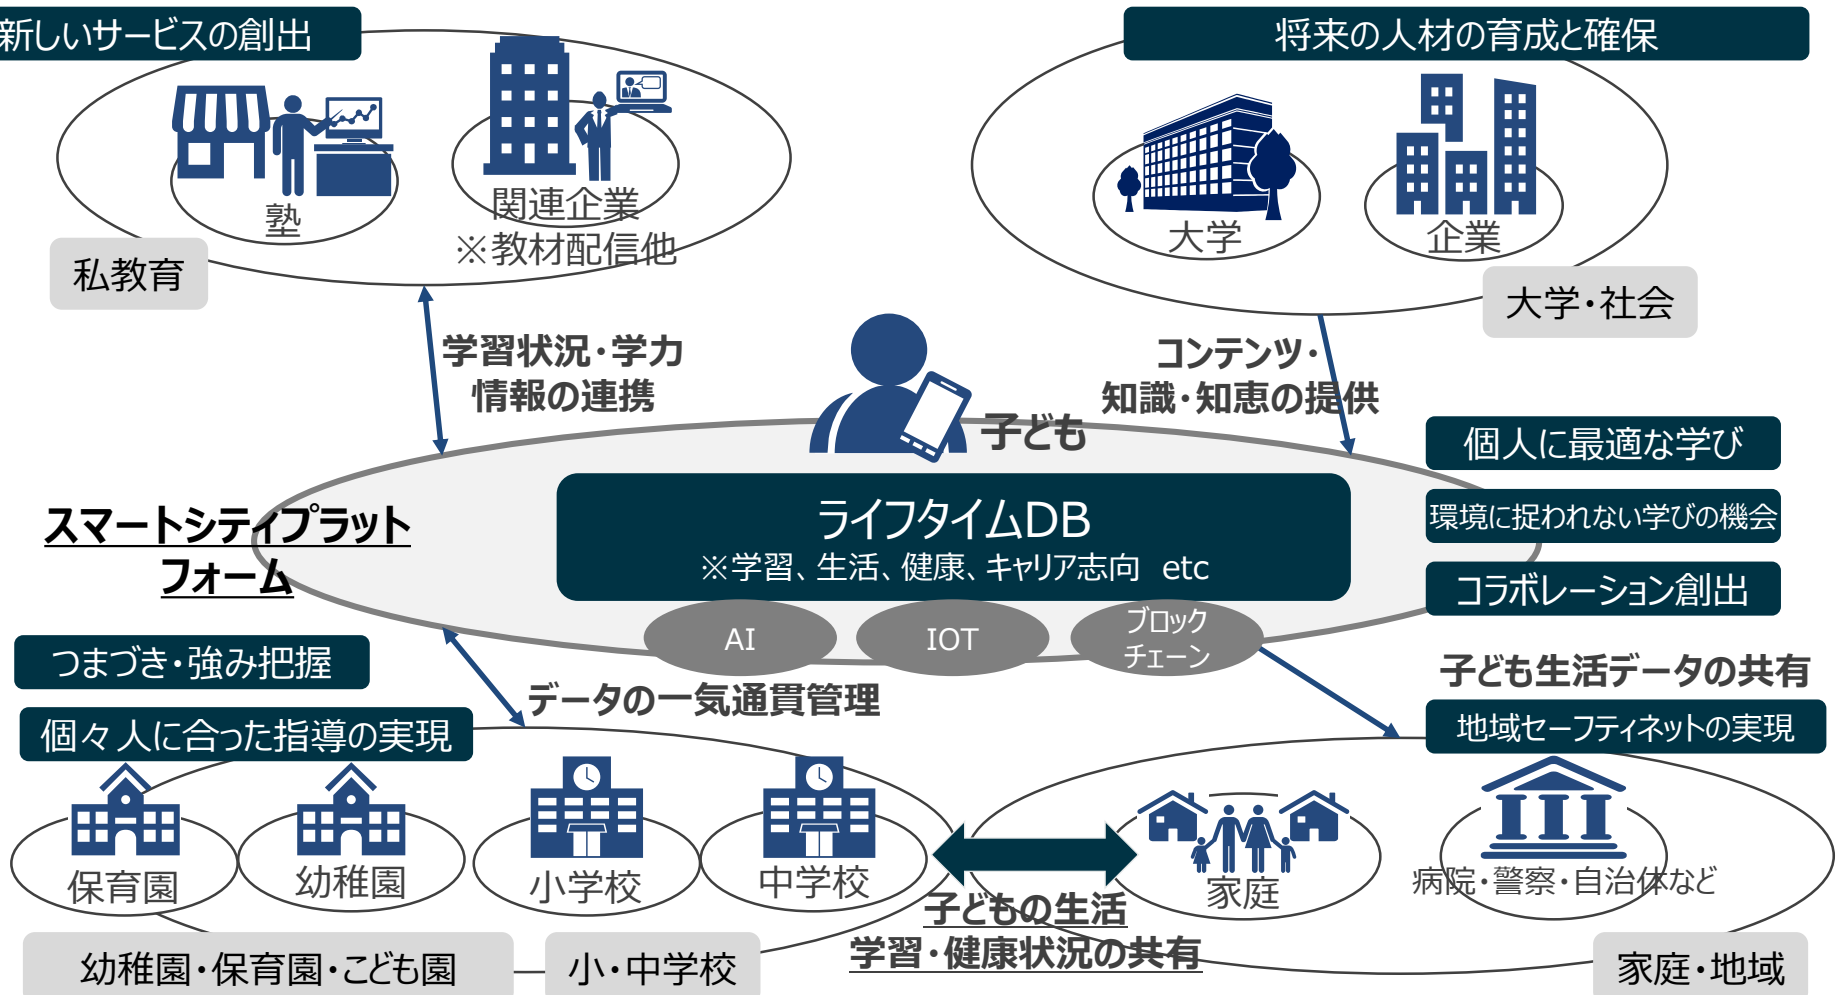 新しいサービスの創出
将来の人材の育成と確保
塾
関連企業
※教材配信他
私教育
大学
企業
大学・社会
学習状況・学力
情報の連携
コンテンツ・
知識・知恵の提供
子ども
スマートシティプラット
フォーム
ライフタイムDB
※学習、生活、健康、キャリア志向 etc
AI
IOT
ブロック
チェーン
個人に最適な学び
環境に捉われない学びの機会
コラボレーション創出
つまづき・強み把握
個々人に合った指導の実現
データの一気通貫管理
子ども生活データの共有
地域セーフティネットの実現
保育園
幼稚園
小学校
中学校
家庭
病院・警察・自治体など
子どもの生活
学習・健康状況の共有
幼稚園・保育園・こども園
小・中学校
家庭・地域